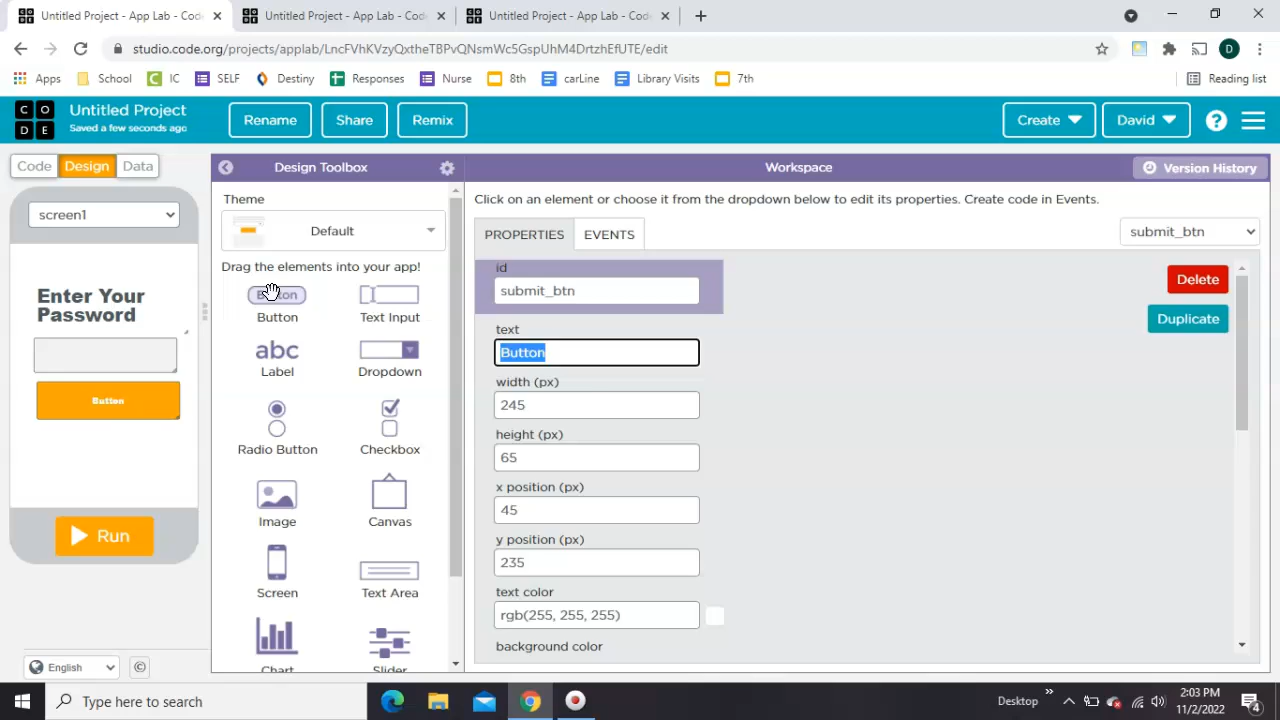 Untitled Project - App Lab - Code
Untitled Project - App Lab - Cod
Untitled Project - App Lab - Cod
studio.code.org/projects/applab/LncFVhKVzyQxtheTBPvQNsmWc5GspUhM4DrtzhEfUTE/edit
D
Apps
School
IC
SELF
Destiny
Responses
Nurse
8th
carLine
Library Visits
7th
Reading list
C O
D E
Untitled Project
Saved a few seconds ago
Rename
Share
Remix
Create
David
?
Code
Design
Data
Design Toolbox
Workspace
Version History
screen1
Theme
Default
Click on an element or choose it from the dropdown below to edit its properties. Create code in Events.
PROPERTIES
EVENTS
submit_btn
Drag the elements into your app!
Enter Your
Password
Button
Run
Button
Text Input
abc
Label
Dropdown
Radio Button
Checkbox
Image
Canvas
Screen
Text Area
Chart
Slider
id
submit_btn
text
Button
width (px)
245
height (px)
65
x position (px)
45
y position (px)
235
text color
rgb(255, 255, 255)
background color
Delete
Duplicate
English
©
Type here to search
Desktop
2:03 PM
11/2/2022
4